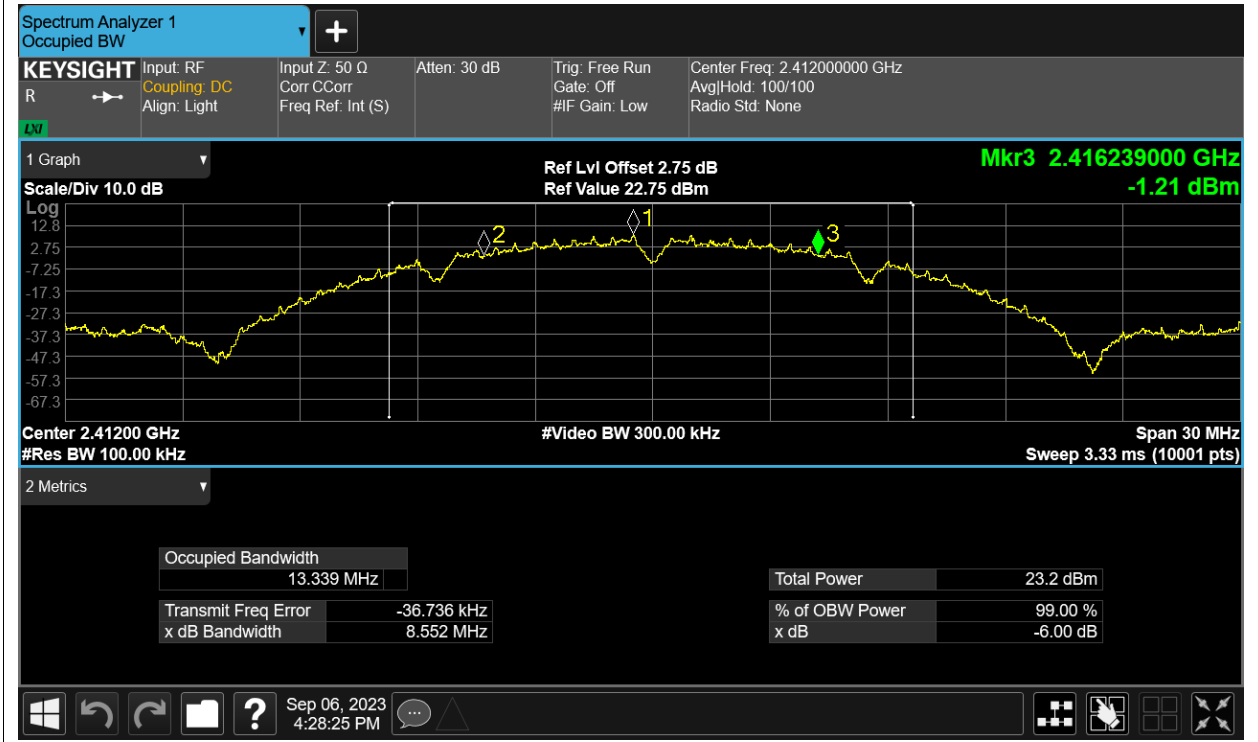 Spectrum Analyzer 1
Occupied BW
KEYSIGHT
R
LXI
Input: RF
Coupling: DC
Align: Light
Input Z: 50 Ω
Corr CCorr
Freq Ref: Int (S)
Atten: 30 dB
Trig: Free Run
Gate: Off
#IF Gain: Low
Center Freq: 2.412000000 GHz
Avg|Hold: 100/100
Radio Std: None
1 Graph
Scale/Div 10.0 dB
Ref Lvl Offset 2.75 dB
Ref Value 22.75 dBm
Mkr3 2.416239000 GHz
-1.21 dBm
Log
12.8
2.75
-7.25
-17.3
-27.3
-37.3
-47.3
-57.3
-67.3
2
1
3
Center 2.41200 GHz
#Video BW 300.00 kHz
Span 30 MHz
#Res BW 100.00 kHz
Sweep 3.33 ms (10001 pts)
2 Metrics
Occupied Bandwidth
13.339 MHz
Total Power 23.2 dBm
Transmit Freq Error -36.736 kHz
% of OBW Power 99.00 %
x dB Bandwidth 8.552 MHz
x dB -6.00 dB
?
Sep 06, 2023
4:28:25 PM